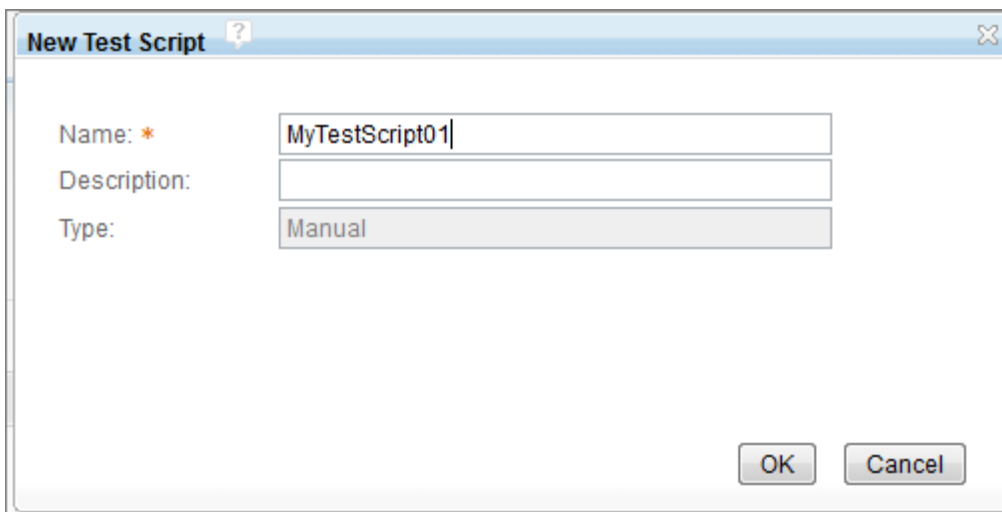 New Test Script ?
Name: * MyTestScript01
Description:
Type: Manual
OK Cancel